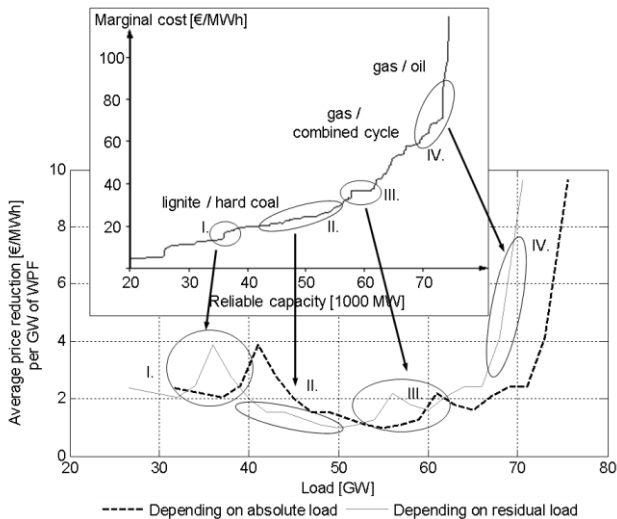 Marginal cost [€/MWh]
100
80
60
40
20
gas / oil
gas /
combined cycle
lignite / hard coal
I.
II.
III.
IV.
20 30 40 50 60 70
Reliable capacity [1000 MW]
Average price reduction [€/MWh]
per GW of WPF
10
8
6
4
2
0
I.
II.
III.
IV.
20 30 40 50 60 70 80
Load [GW]
Depending on absolute load
Depending on residual load